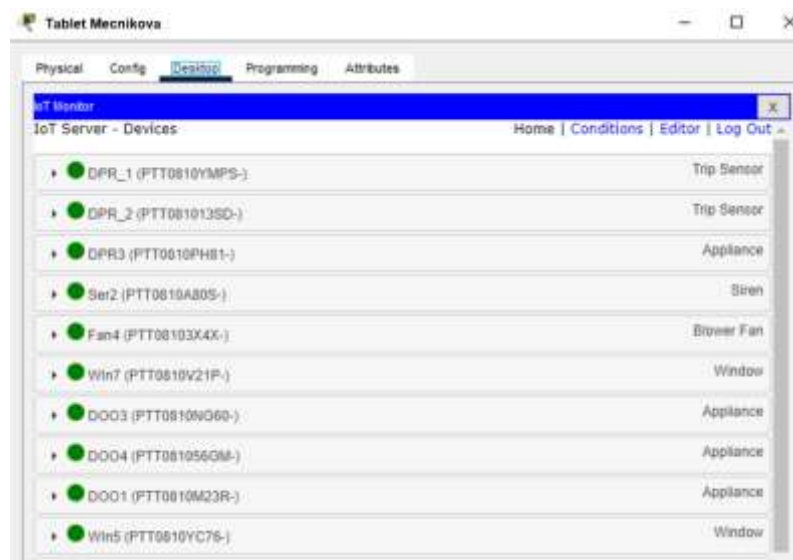 Tablet Mecnikova
Physical Config Desktop Programming Attributes
IoT Monitor X
IoT Server - Devices Home | Conditions | Editor | Log Out
DPR_1 (PTT0810YMPS-) Trip Sensor
DPR_2 (PTT081013SD-) Trip Sensor
DPR3 (PTT0810PH81-) Appliance
Ser2 (PTT0810A80S-) Siren
Fan4 (PTT08103X4X-) Blower Fan
Win7 (PTT0810V21P-) Window
DOO3 (PTT0810NG60-) Appliance
DOO4 (PTT081056GM-) Appliance
DOO1 (PTT0810M23R-) Appliance
Win5 (PTT0810YC76-) Window